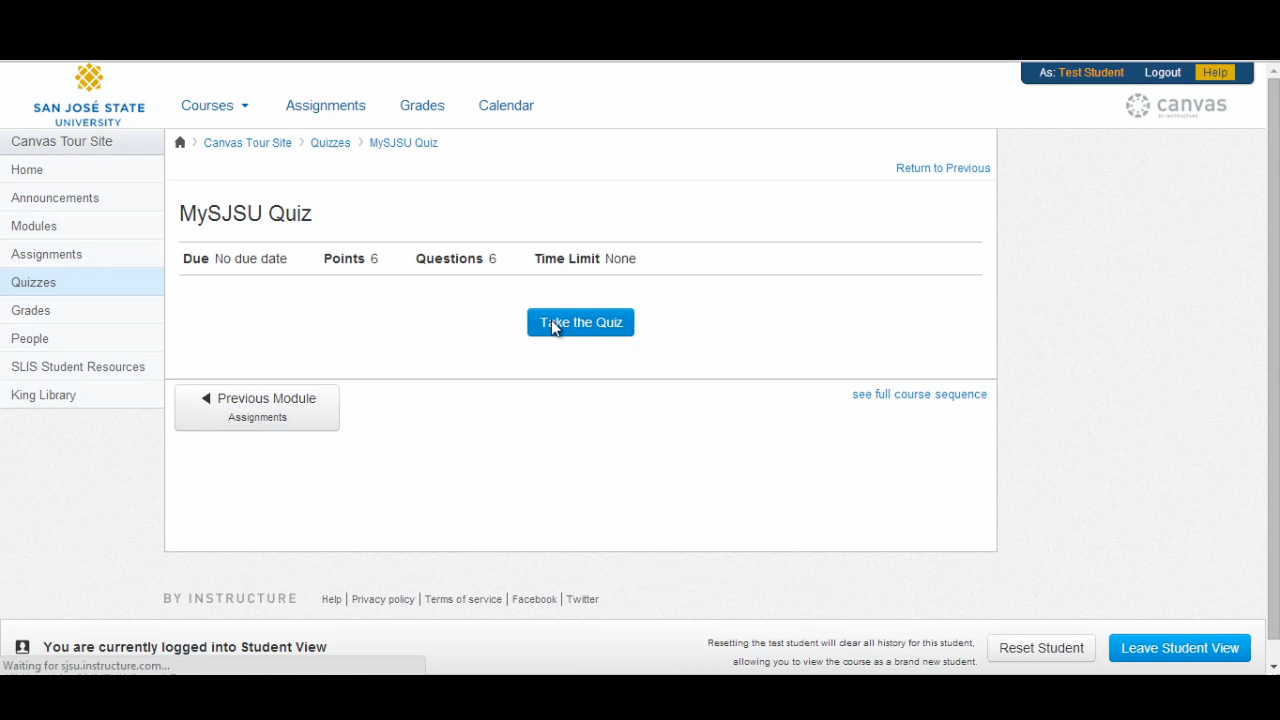 As: Test Student Logout Help
SAN JOSÉ STATE
UNIVERSITY
Courses Assignments Grades Calendar
canvas
BY INSTRUCTURE
Canvas Tour Site
Home
Announcements
Modules
Assignments
Quizzes
Grades
People
SLIS Student Resources
King Library
Canvas Tour Site Quizzes MySJSU Quiz
Return to Previous
MySJSU Quiz
Due No due date Points 6 Questions 6 Time Limit None
Take the Quiz
Previous Module
Assignments
see full course sequence
BY INSTRUCTURE Help | Privacy policy | Terms of service | Facebook | Twitter
You are currently logged into Student View
Resetting the test student will clear all history for this student,
allowing you to view the course as a brand new student.
Reset Student
Leave Student View
Waiting for sjsu.instructure.com...